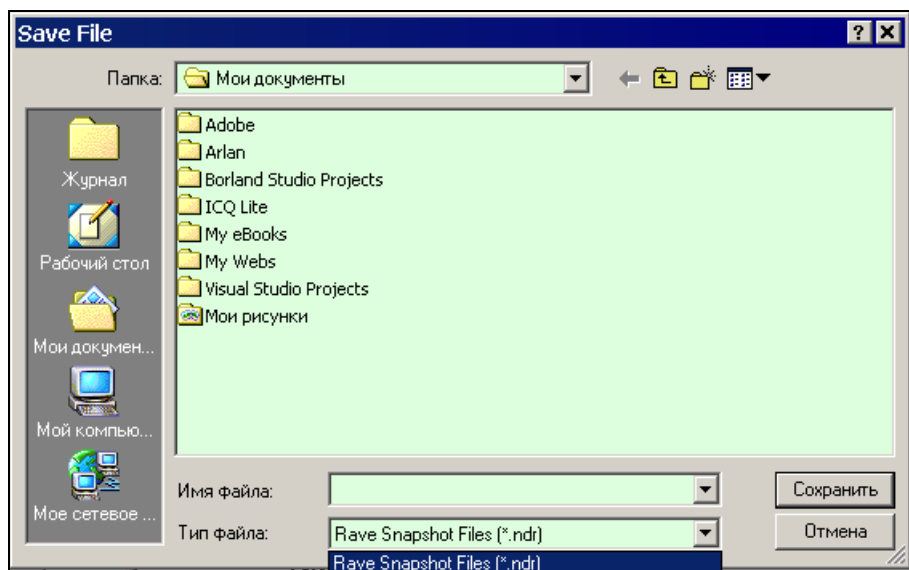 Save File
Папка: Мои документы
Adobe
Arlan
Borland Studio Projects
ICQ Lite
My eBooks
My Webs
Visual Studio Projects
Мои рисунки
Журнал
Рабочий стол
Мои докумен...
Мой компью...
Мое сетевое ...
Имя файла:
Сохранить
Тип файла: Rave Snapshot Files (*.ndr)
Отмена
Rave Snapshot Files (*.ndr)